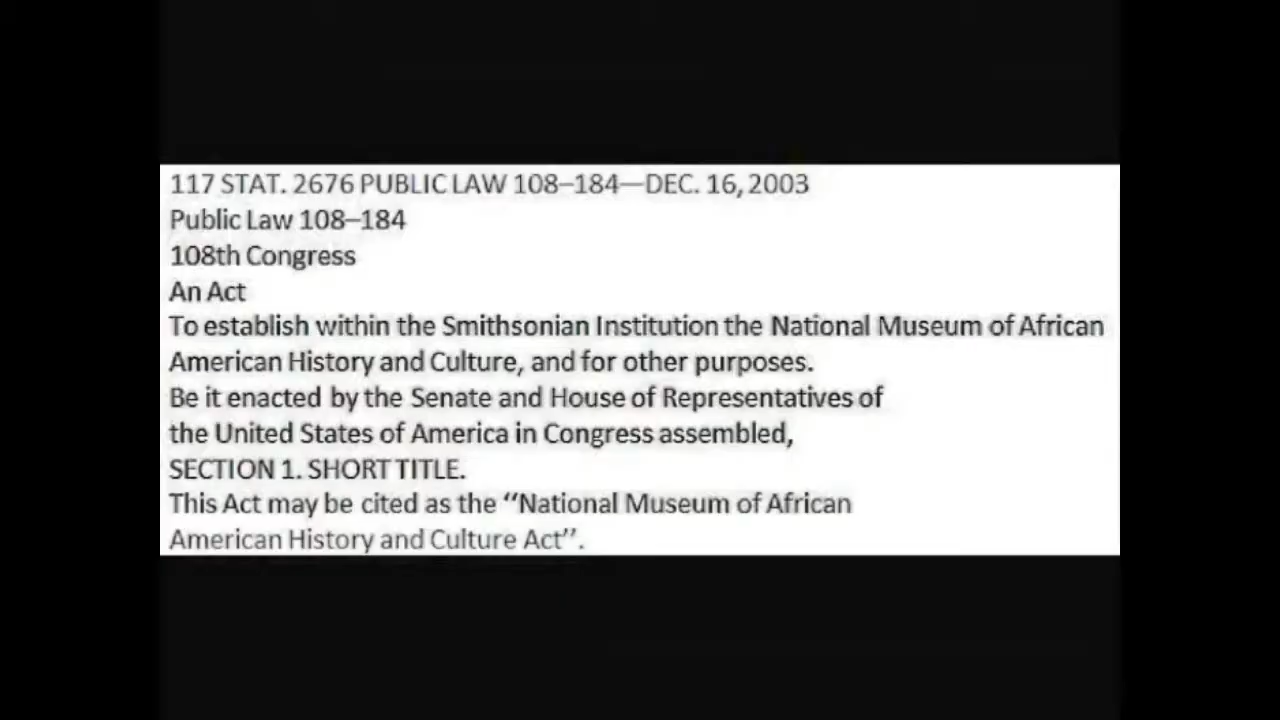 117 STAT. 2676 PUBLIC LAW 108–184—DEC. 16, 2003
Public Law 108–184
108th Congress
An Act
To establish within the Smithsonian Institution the National Museum of African
American History and Culture, and for other purposes.
Be it enacted by the Senate and House of Representatives of
the United States of America in Congress assembled,
SECTION 1. SHORT TITLE.
This Act may be cited as the ‘‘National Museum of African
American History and Culture Act’’.